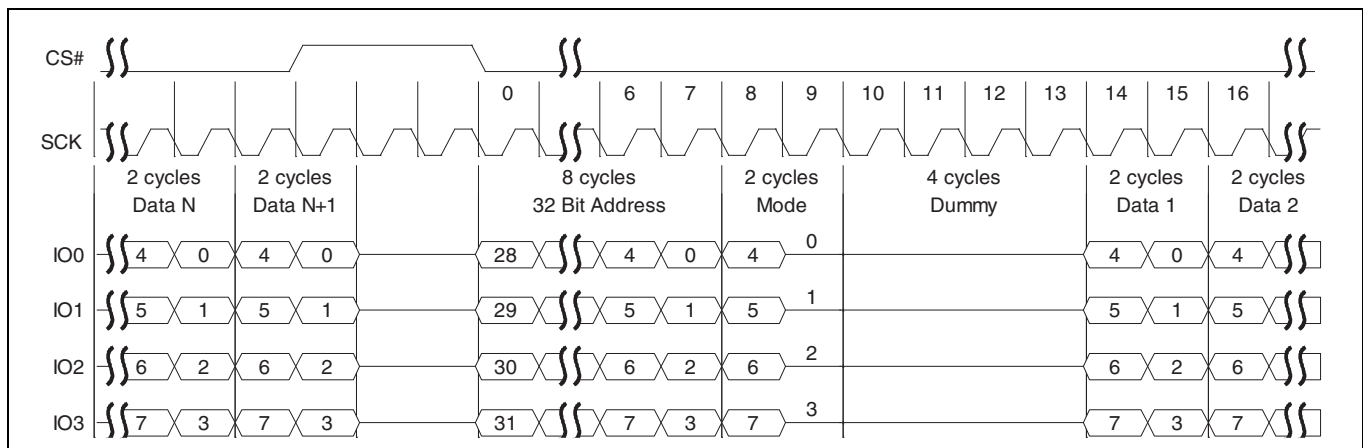 CS#
0 6 7 8 9 10 11 12 13 14 15 16
SCK
2 cycles 2 cycles 8 cycles 2 cycles 4 cycles 2 cycles 2 cycles
Data N Data N+1 32 Bit Address Mode Dummy Data 1 Data 2
IO0 4 0 4 0 28 4 0 4 0 4 0 4
IO1 5 1 5 1 29 5 1 5 1 5 1 5
IO2 6 2 6 2 30 6 2 6 2 6 2 6
IO3 7 3 7 3 31 7 3 7 3 7 3 7